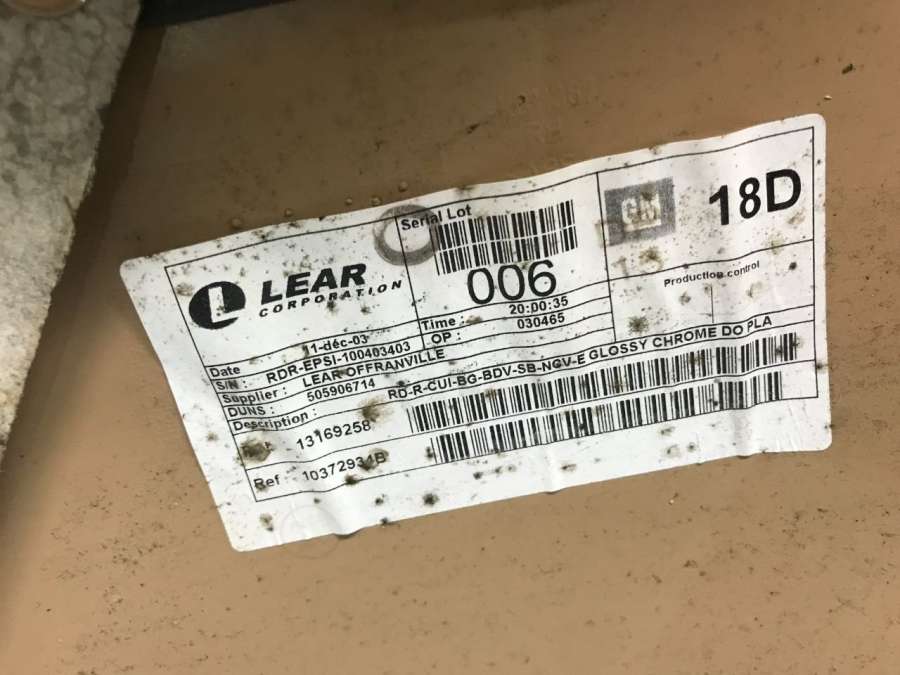 LEAR
CORPORATION
Serial Lot
006
GM
18D
Date : 11-déc-03
Time : 20:00:35
Production control
S/N : RDR-EPSI-100403403
OP : 030465
Supplier : LEAR OFFRANVILLE
DUNS : 505906714
Description : RD-R-CUI-BG-BDV-SB-NGV-E GLOSSY CHROME DO PLA
13169258
Ref 10372931B